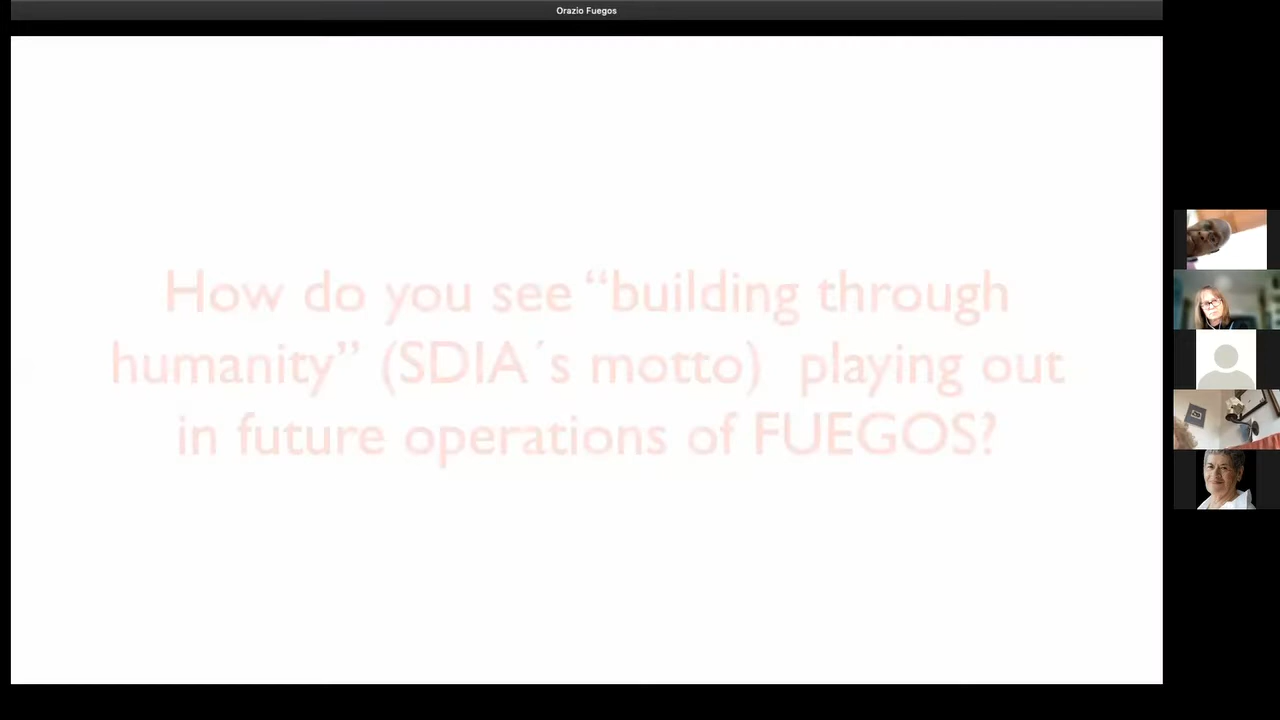 Orazio Fuegos
How do you see “building through
humanity” (SDIA´s motto)  playing out
in future operations of FUEGOS?